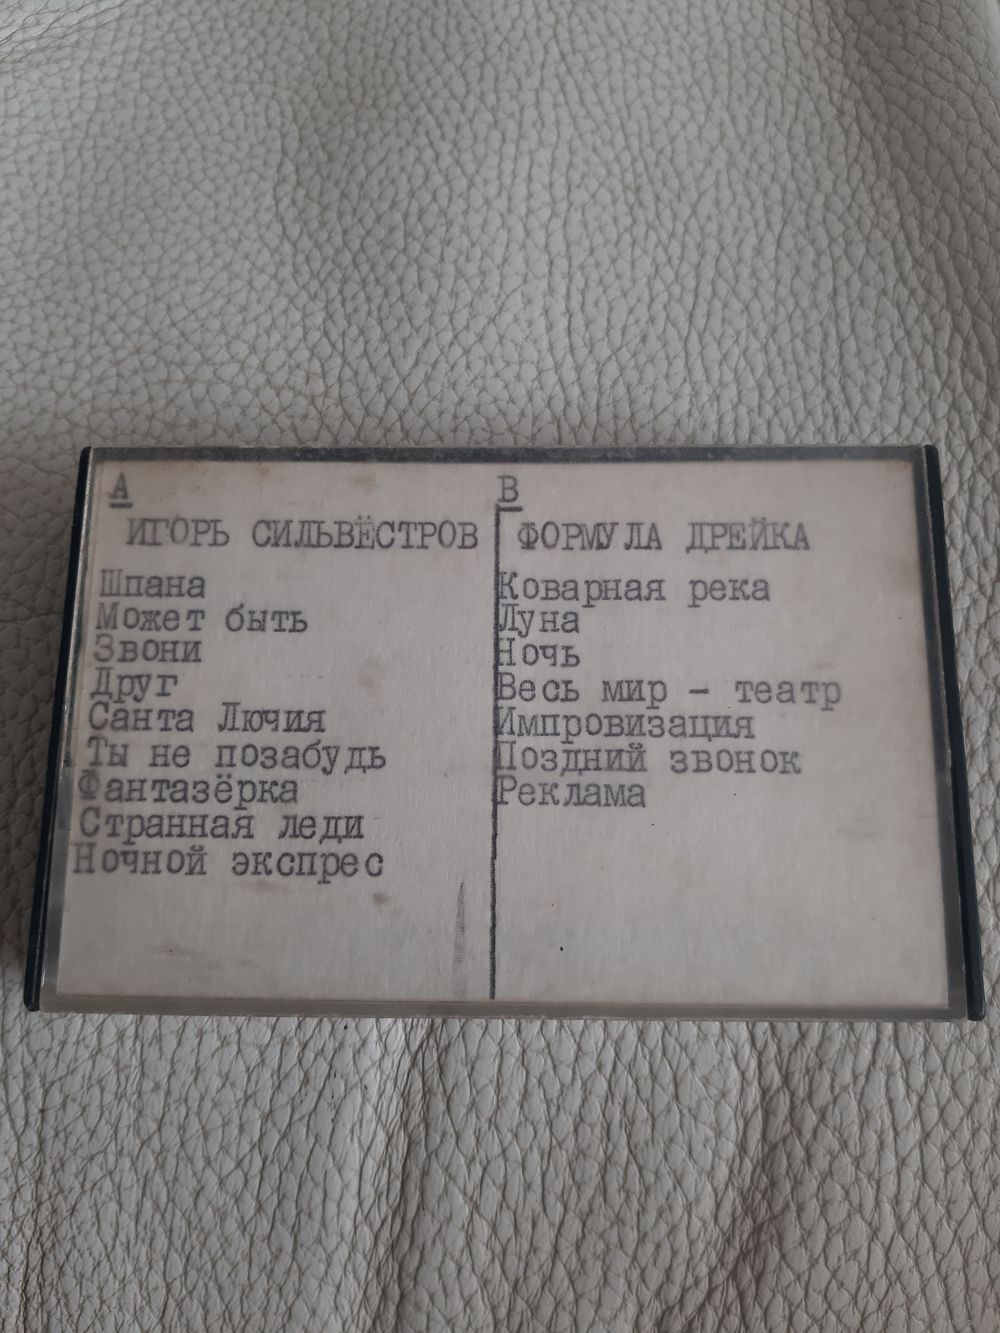 А
ИГОРЬ СИЛЬВЁСТРОВ
Шпана
Может быть
Звони
Друг
Санта Лючия
Ты не позабудь
Фантазёрка
Странная леди
Ночной экспрес
В
ФОРМУЛА ДРЕЙКА
Коварная река
Луна
Ночь
Весь мир - театр
Импровизация
Поздний звонок
Реклама